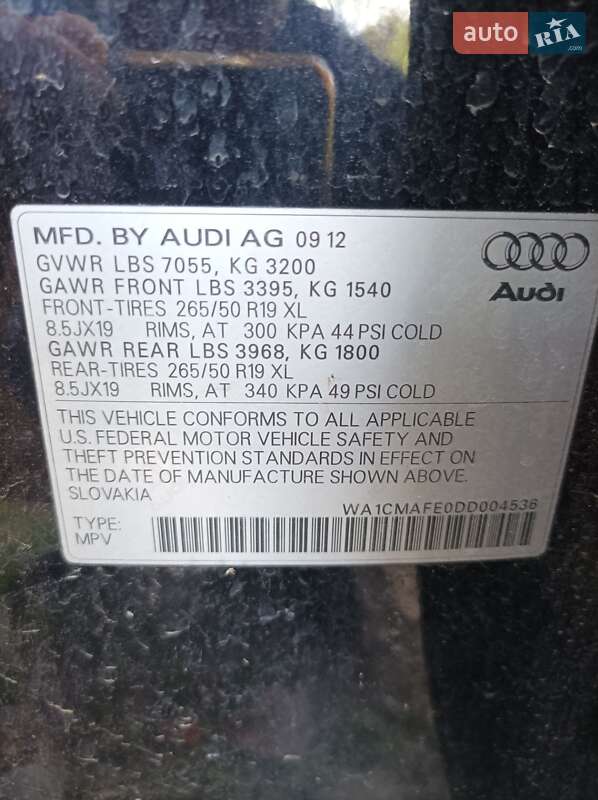 auto RIA .com
MFD. BY AUDI AG 09 12
GVWR LBS 7055, KG 3200
GAWR FRONT LBS 3395, KG 1540
FRONT-TIRES 265/50 R19 XL
8.5JX19 RIMS, AT 300 KPA 44 PSI COLD
GAWR REAR LBS 3968, KG 1800
REAR-TIRES 265/50 R19 XL
8.5JX19 RIMS, AT 340 KPA 49 PSI COLD
Audi
THIS VEHICLE CONFORMS TO ALL APPLICABLE
U.S. FEDERAL MOTOR VEHICLE SAFETY AND
THEFT PREVENTION STANDARDS IN EFFECT ON
THE DATE OF MANUFACTURE SHOWN ABOVE.
SLOVAKIA
WA1CMAFE0DD004536
TYPE:
MPV